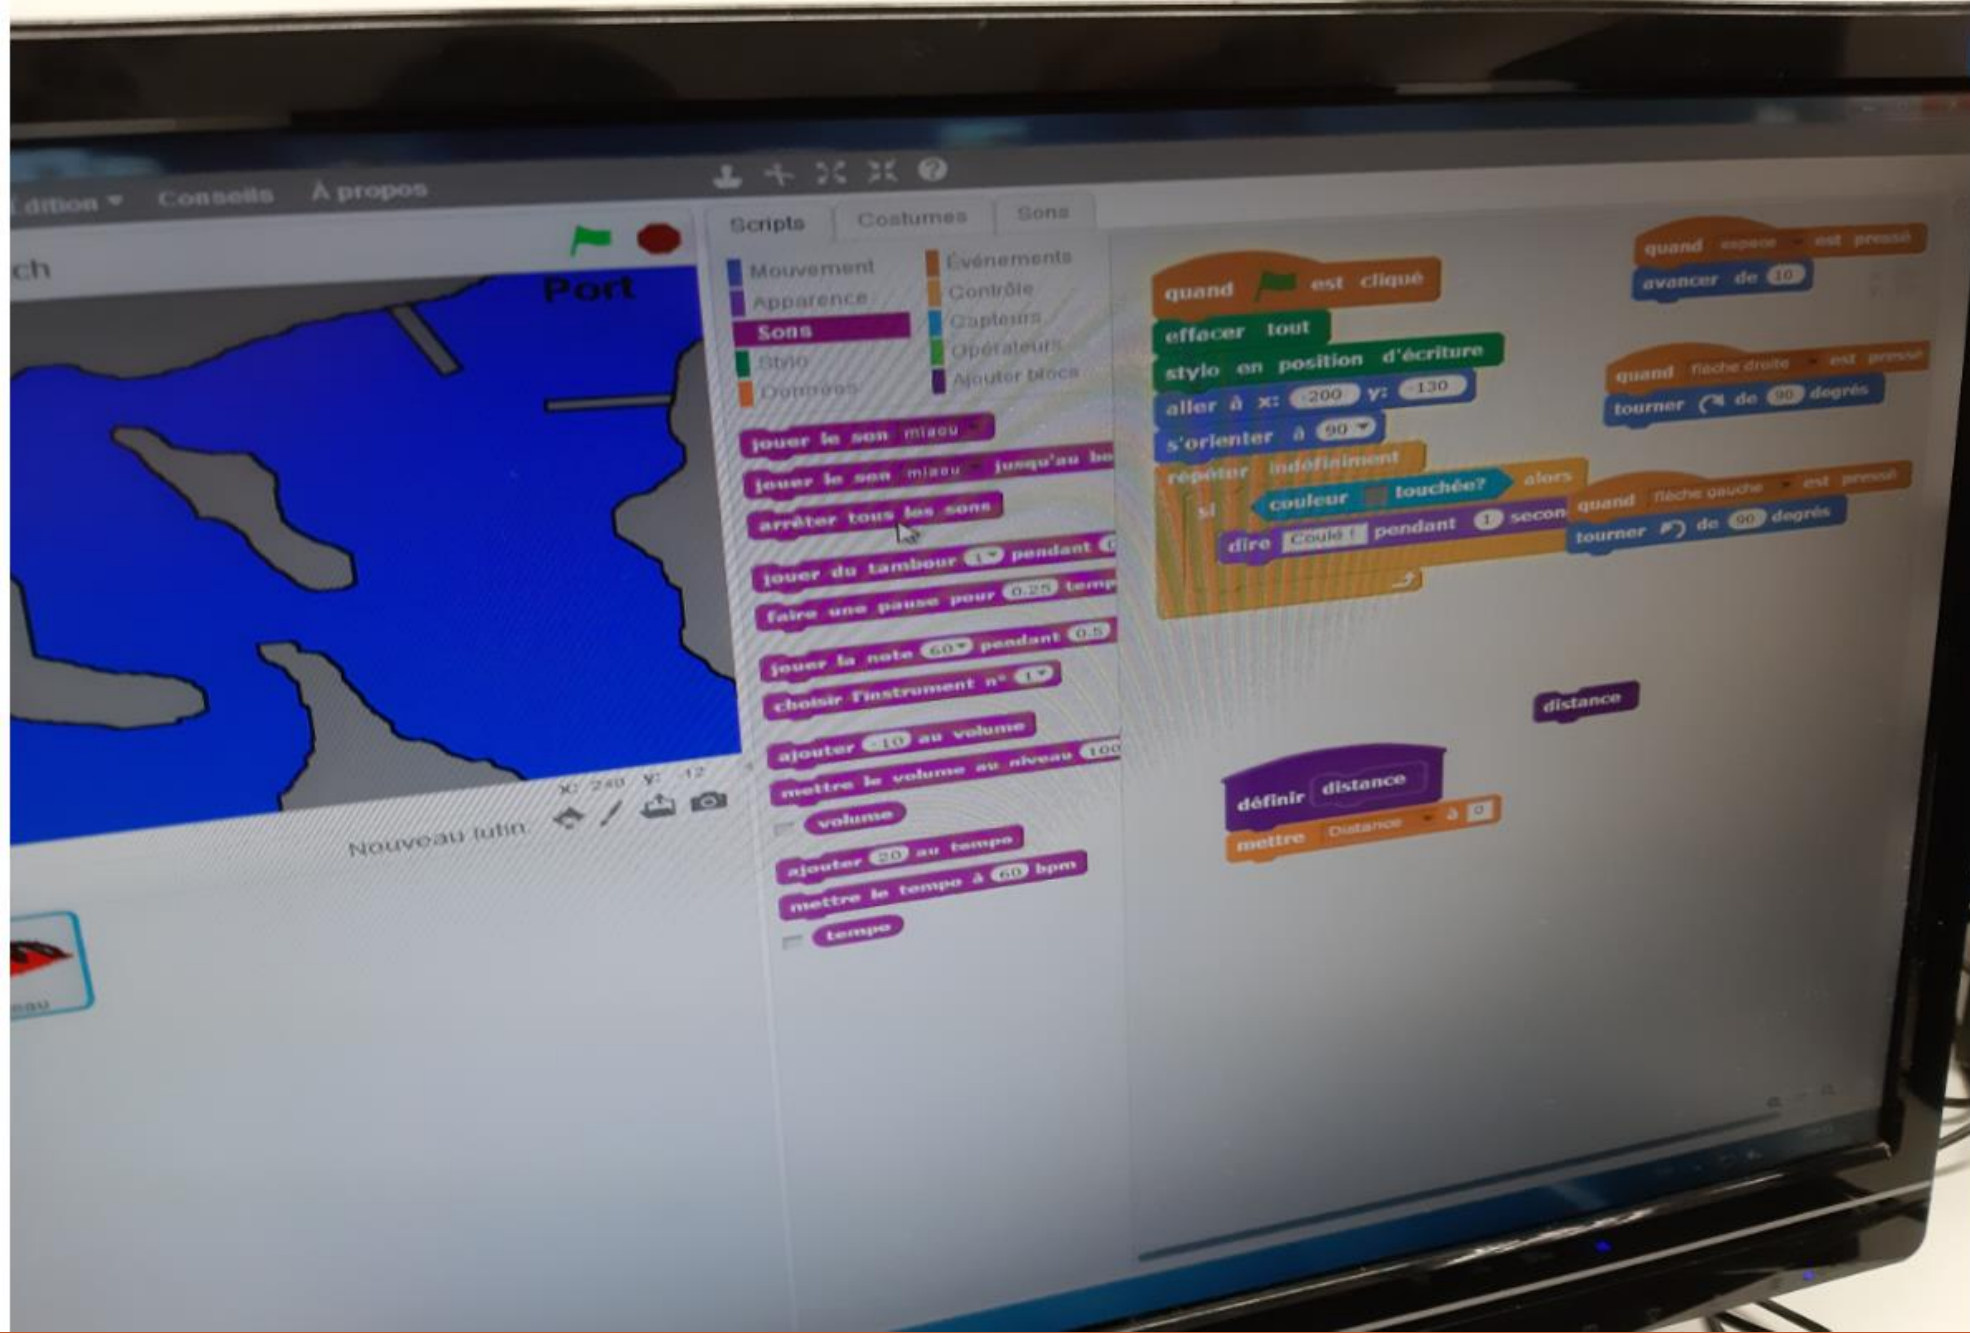 Édition Conseils À propos
ch
Port
x: 240 y: -12
Nouveau lutin
eau
Scripts Costumes Sons
Mouvement Événements
Apparence Contrôle
Sons Capteurs
Stylo Opérateurs
Données Ajouter blocs
jouer le son miaou
jouer le son miaou jusqu'au bo
arrêter tous les sons
jouer du tambour 1 pendant 0
faire une pause pour 0.25 temp
jouer la note 60 pendant 0.5
choisir l'instrument n° 1
ajouter -10 au volume
mettre le volume au niveau 100
volume
ajouter 20 au tempo
mettre le tempo à 60 bpm
tempo
quand est cliqué
effacer tout
stylo en position d'écriture
aller à x: -200 y: -130
s'orienter à 90
répéter indéfiniment
si couleur touchée? alors
dire Coulé ! pendant 1 secon
quand espace est pressé
avancer de 10
quand flèche droite est pressé
tourner de 90 degrés
quand flèche gauche est pressé
tourner de 90 degrés
distance
définir distance
mettre Distance à 0